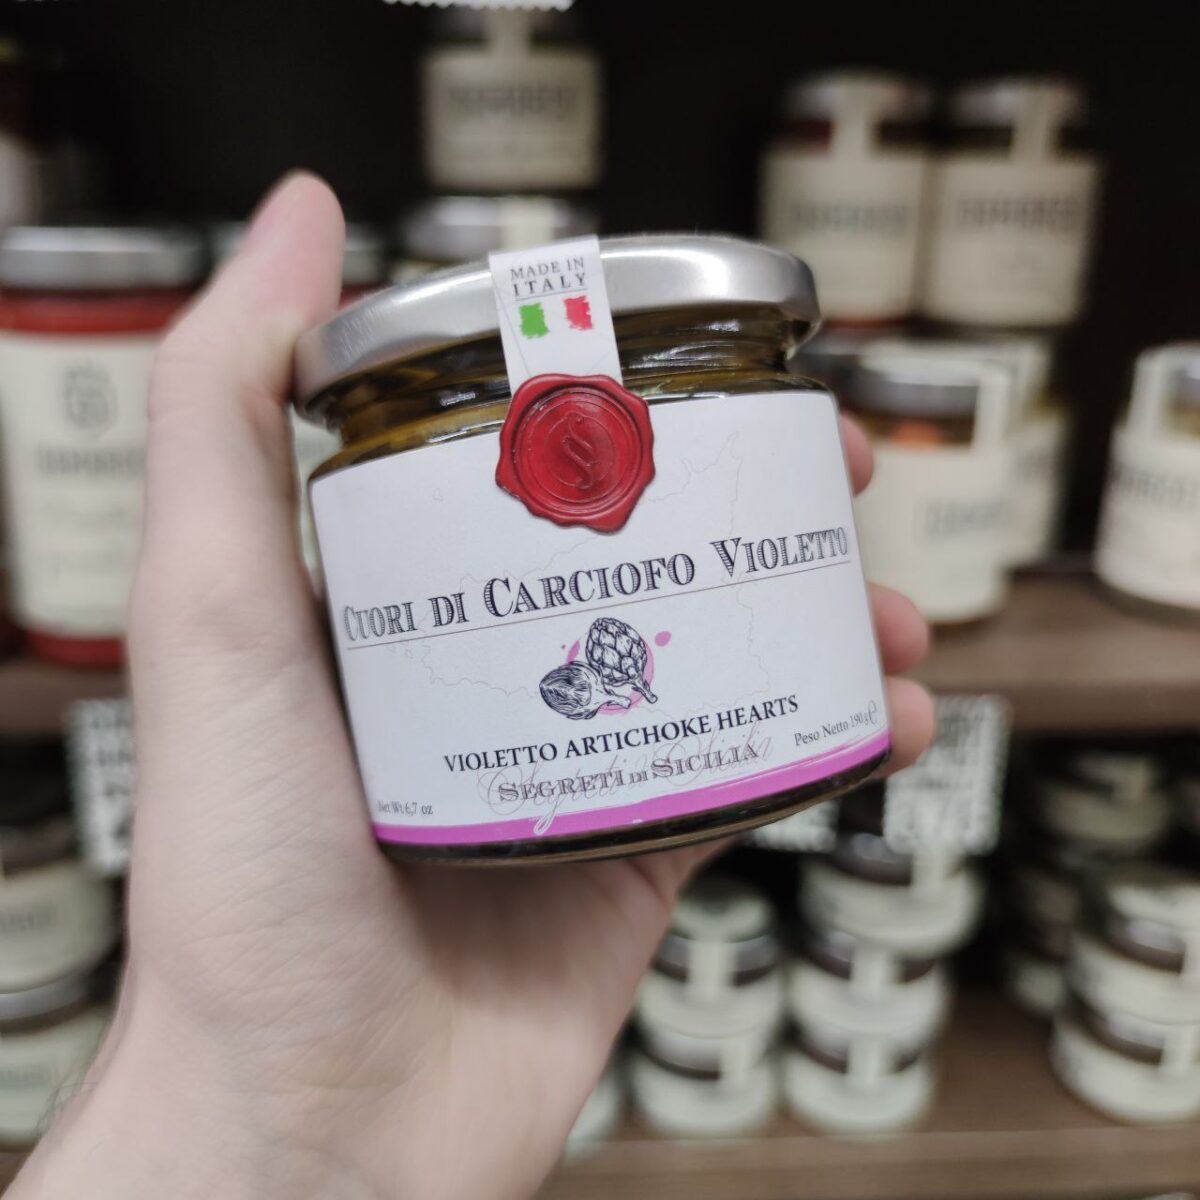 MADE IN
ITALY
CUORI DI CARCIOFO VIOLETTO
VIOLETTO ARTICHOKE HEARTS
SEGRETI DI SICILIA
Net Wt 6,7 oz
Peso Netto 190 g ℮